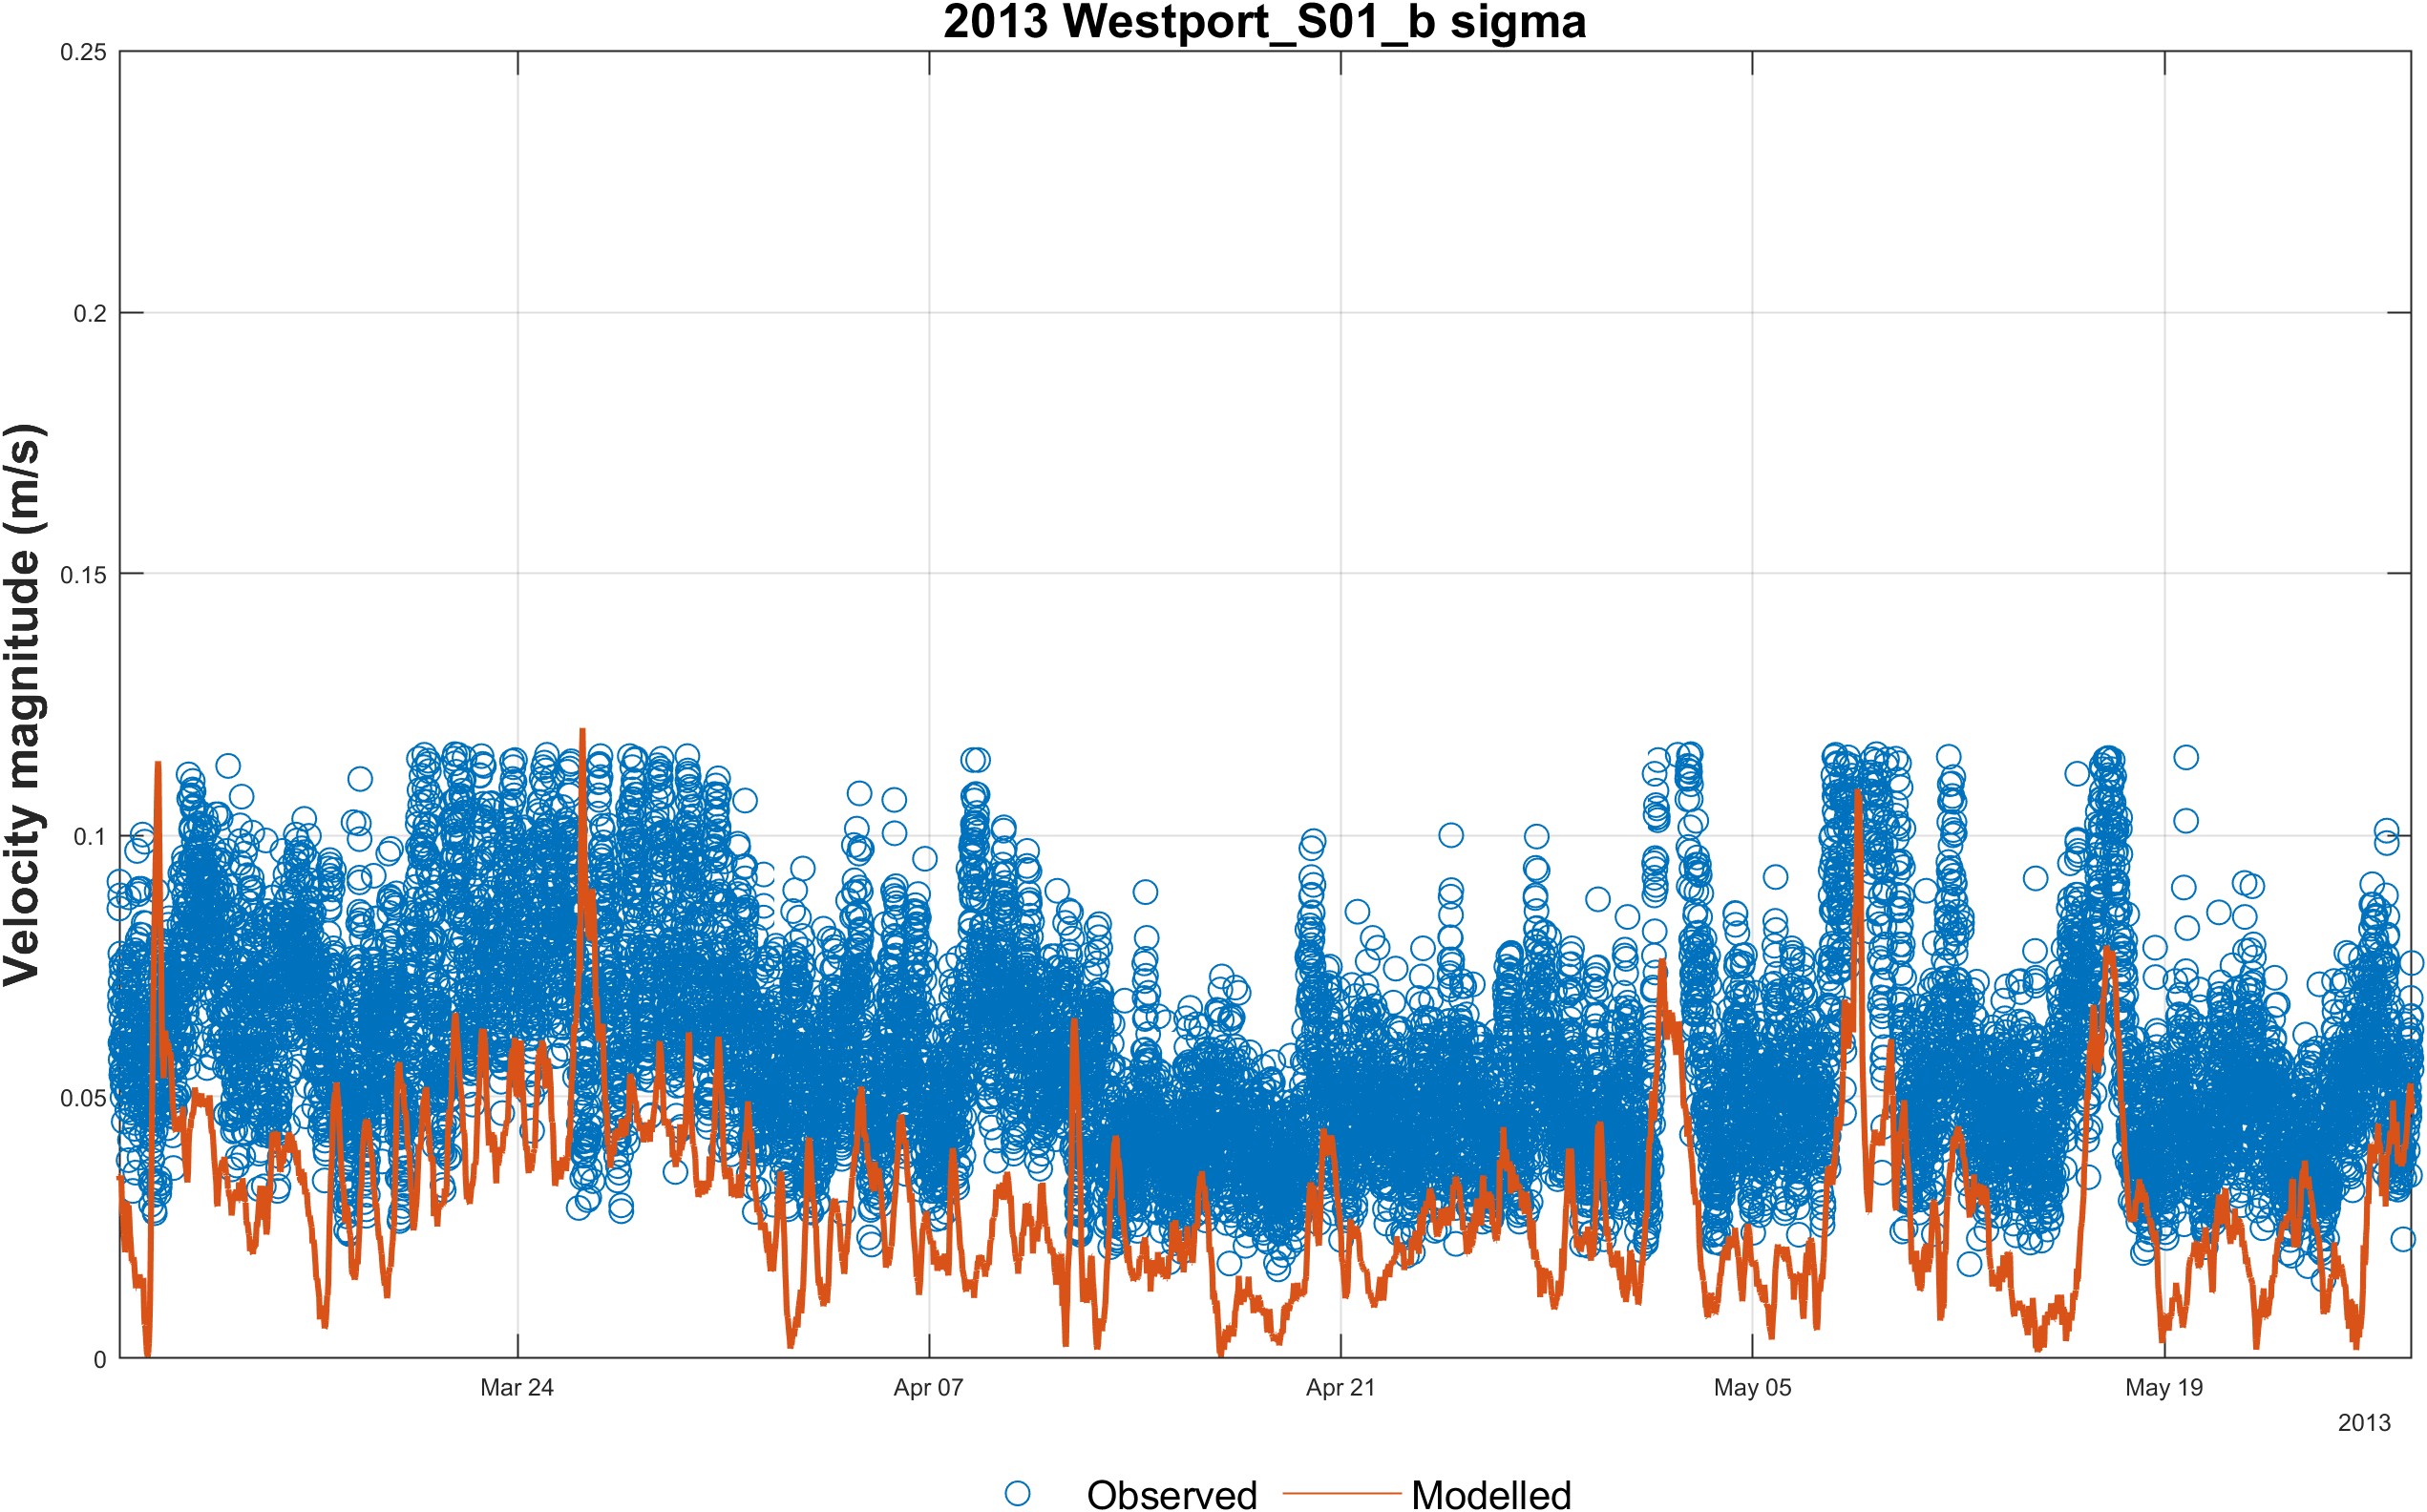 2013 Westport_S01_b sigma
Velocity magnitude (m/s)
0.25
0.2
0.15
0.1
0.05
0
Mar 24 Apr 07 Apr 21 May 05 May 19
2013
Observed Modelled